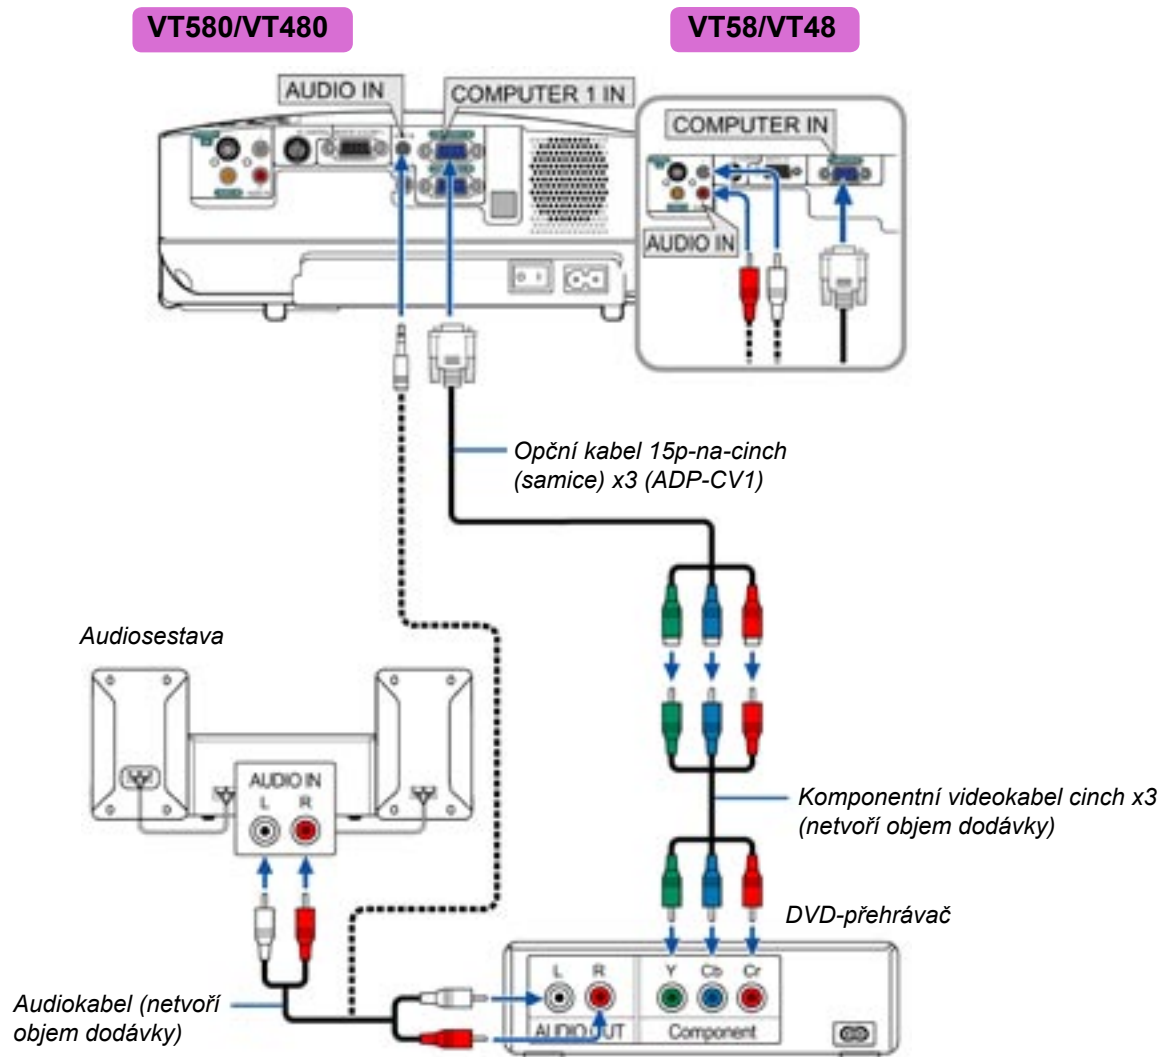 VT580/VT480
VT58/VT48
AUDIO IN
COMPUTER 1 IN
COMPUTER IN
AUDIO IN
Opční kabel 15p-na-cinch
(samice) x3 (ADP-CV1)
Audiosestava
AUDIO IN
L R
Komponentní videokabel cinch x3
(netvoří objem dodávky)
DVD-přehrávač
L R Y Cb Cr
AUDIO OUT Component
Audiokabel (netvoří
objem dodávky)